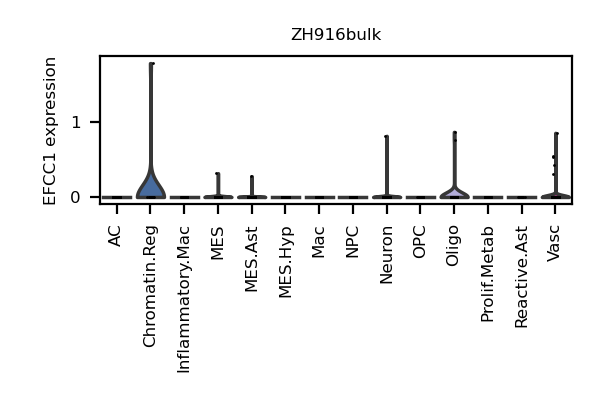 ZH916bulk
EFCC1 expression
1
0
AC
Chromatin.Reg
Inflammatory.Mac
MES
MES.Ast
MES.Hyp
Mac
NPC
Neuron
OPC
Oligo
Prolif.Metab
Reactive.Ast
Vasc